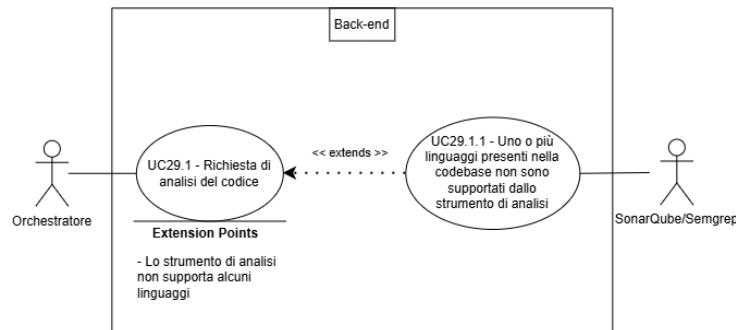 Back-end
UC29.1 - Richiesta di
analisi del codice
<< extends >>
UC29.1.1 - Uno o più
linguaggi presenti nella
codebase non sono
supportati dallo
strumento di analisi
Orchestratore
SonarQube/Semgrep
Extension Points
- Lo strumento di analisi
non supporta alcuni
linguaggi